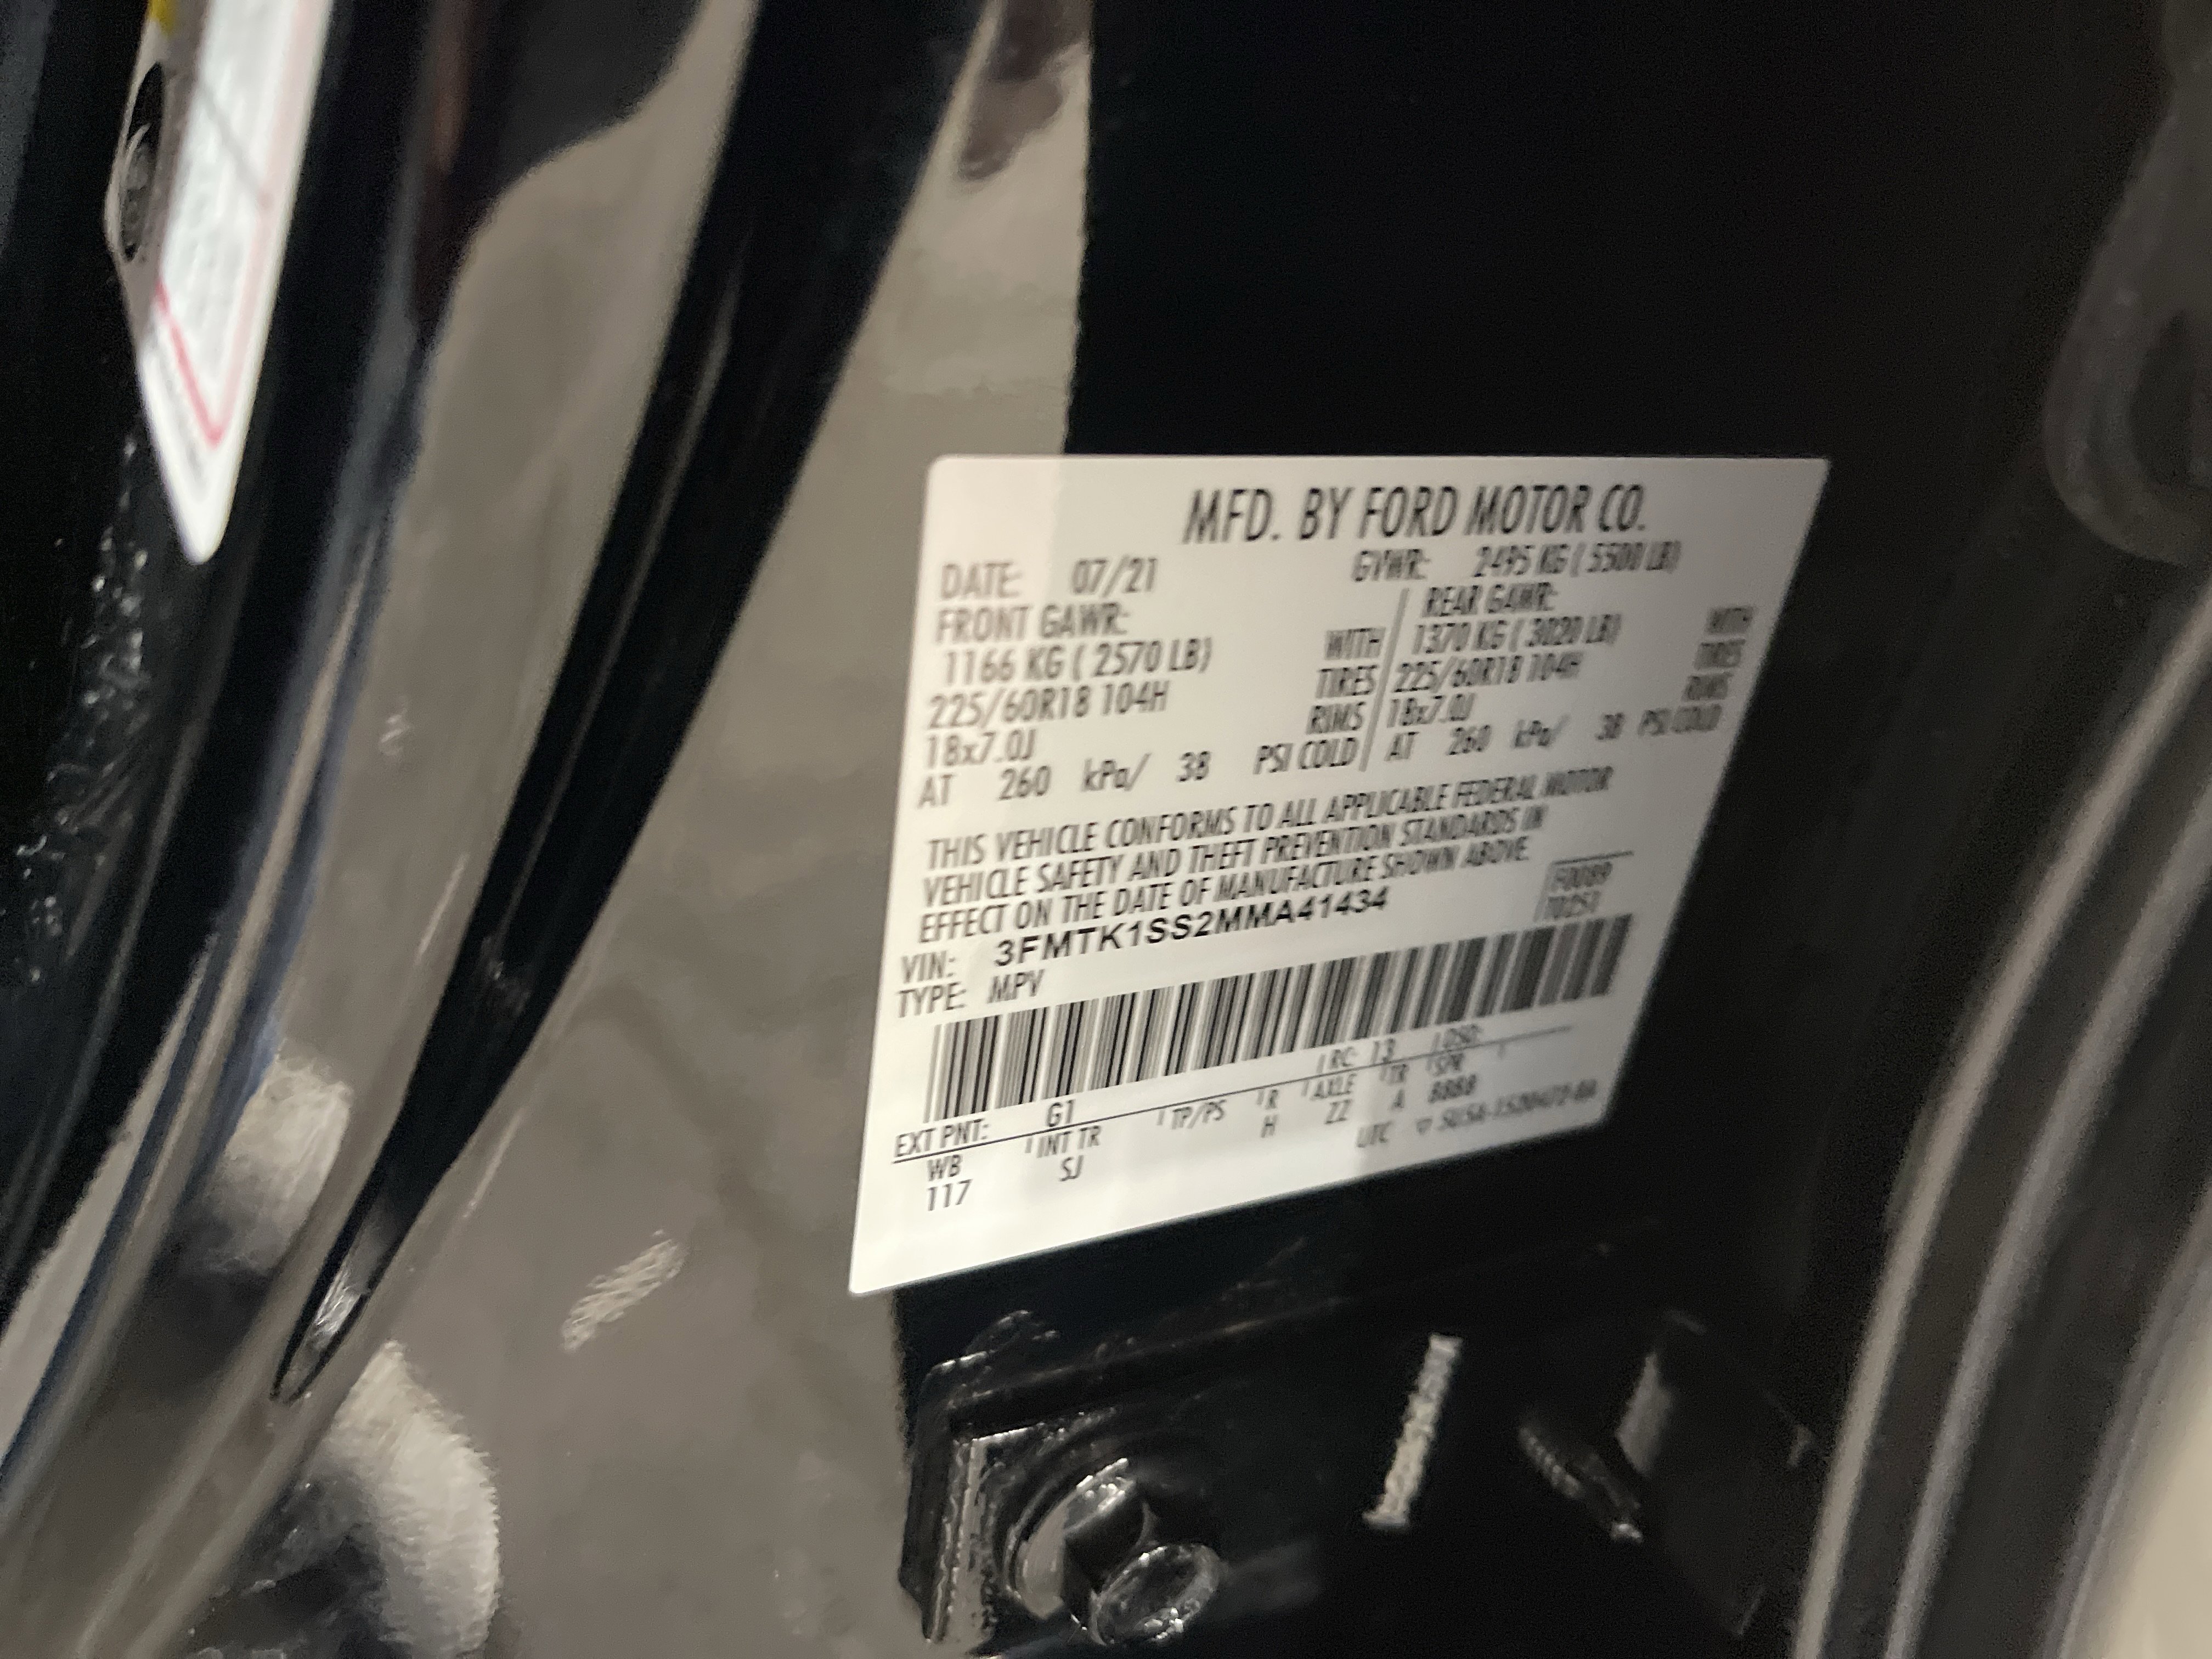 MFD. BY FORD MOTOR CO.
DATE: 07/21 GVWR: 2495 KG ( 5500 LB)
FRONT GAWR: REAR GAWR:
1166 KG ( 2570 LB) WITH 1370 KG ( 3020 LB) WITH
225/60R18 104H TIRES 225/60R18 104H TIRES
18x7.0J RIMS 18x7.0J RIMS
AT 260 kPa/ 38 PSI COLD AT 260 kPa/ 38 PSI COLD
THIS VEHICLE CONFORMS TO ALL APPLICABLE FEDERAL MOTOR
VEHICLE SAFETY AND THEFT PREVENTION STANDARDS IN
EFFECT ON THE DATE OF MANUFACTURE SHOWN ABOVE.
VIN: 3FMTK1SS2MMA41434 F0089
TYPE: MPV
RC: 13 DSO:
EXT PNT: G1
WB INT TR TP/PS R AXLE TR SPR
117 SJ H ZZ A 8888
UTC